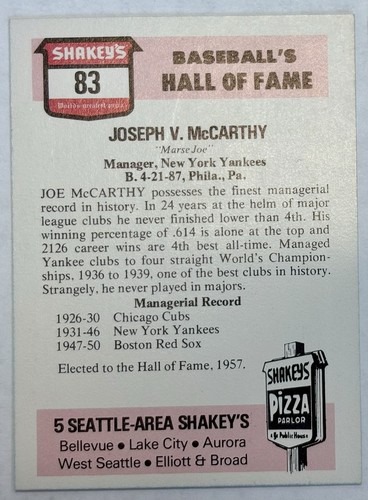 SHAKEY'S
83
World's greatest pizza
BASEBALL'S
HALL OF FAME
JOSEPH V. McCARTHY
"Marse Joe"
Manager, New York Yankees
B. 4-21-87, Phila., Pa.
JOE McCARTHY possesses the finest managerial
record in history. In 24 years at the helm of major
league clubs he never finished lower than 4th. His
winning percentage of .614 is alone at the top and
2126 career wins are 4th best all-time. Managed
Yankee clubs to four straight World's Champion-
ships, 1936 to 1939, one of the best clubs in history.
Strangely, he never played in majors.
Managerial Record
1926-30 Chicago Cubs
1931-46 New York Yankees
1947-50 Boston Red Sox
Elected to the Hall of Fame, 1957.
SHAKEY'S
PIZZA
PARLOR
& Ye Public House
5 SEATTLE-AREA SHAKEY'S
Bellevue • Lake City • Aurora
West Seattle • Elliott & Broad